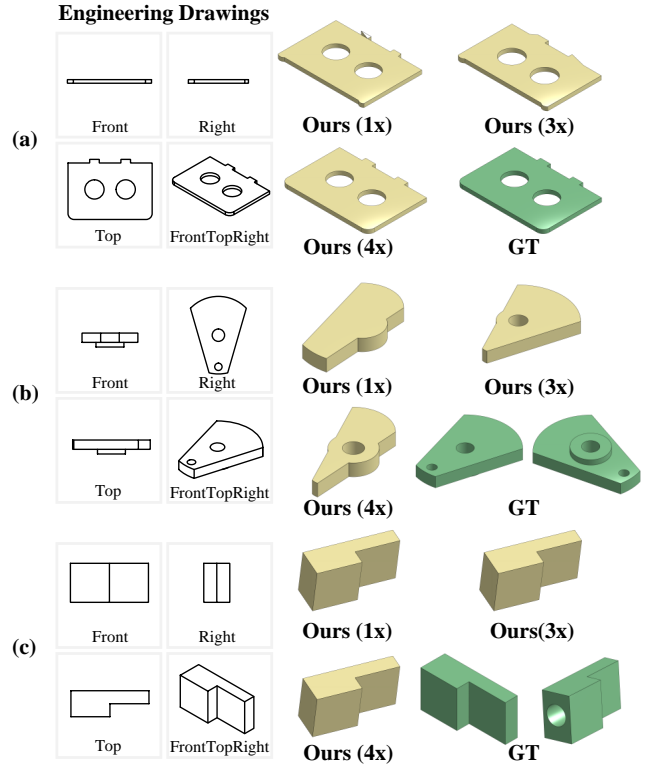 Engineering Drawings
Front
Right
Ours (1x)
Ours (3x)
(a)
Top
FrontTopRight
Ours (4x)
GT
Front
Right
Ours (1x)
Ours (3x)
(b)
Top
FrontTopRight
Ours (4x)
GT
Front
Right
Ours (1x)
Ours(3x)
(c)
Top
FrontTopRight
Ours (4x)
GT